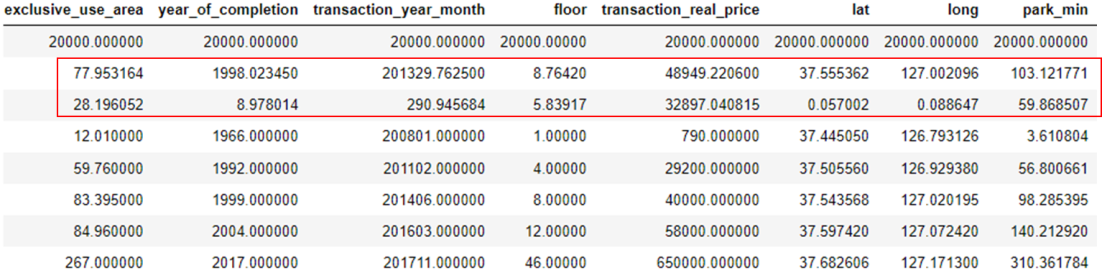 exclusive_use_area year_of_completion transaction_year_month floor transaction_real_price lat long park_min
20000.000000 20000.000000 20000.000000 20000.00000 20000.000000 20000.000000 20000.000000 20000.000000
77.953164 1998.023450 201329.762500 8.76420 48949.220600 37.555362 127.002096 103.121771
28.196052 8.978014 290.945684 5.83917 32897.040815 0.057002 0.088647 59.868507
12.010000 1966.000000 200801.000000 1.00000 790.000000 37.445050 126.793126 3.610804
59.760000 1992.000000 201102.000000 4.00000 29200.000000 37.505560 126.929380 56.800661
83.395000 1999.000000 201406.000000 8.00000 40000.000000 37.543568 127.020195 98.285395
84.960000 2004.000000 201603.000000 12.00000 58000.000000 37.597420 127.072420 140.212920
267.000000 2017.000000 201711.000000 46.00000 650000.000000 37.682606 127.171300 310.361784